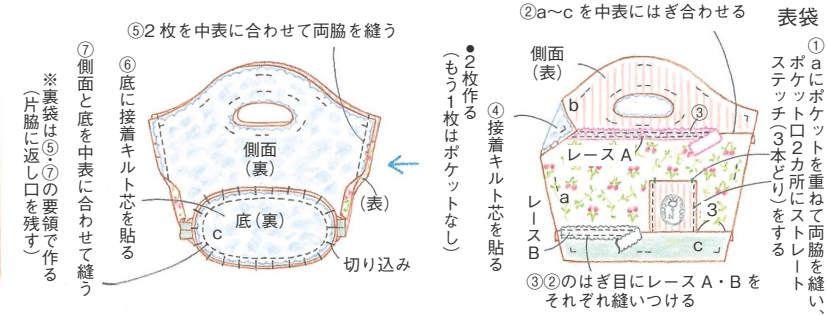 表袋
①aにポケットを重ねて両脇を縫い、
ポケット口2カ所にストレート
ステッチ(3本どり)をする
②a~cを中表にはぎ合わせる
側面
(表)
b
③
レースA
a
3
レース
B
c
③②のはぎ目にレースA・Bを
それぞれ縫いつける
④接着キルト芯を貼る
●2枚作る
(もう1枚はポケットなし)
⑤2枚を中表に合わせて両脇を縫う
側面
(裏)
(表)
底(裏)
c
切り込み
⑥底に接着キルト芯を貼る
⑦側面と底を中表に合わせて縫う
※裏袋は⑤・⑦の要領で作る
(片脇に返し口を残す)